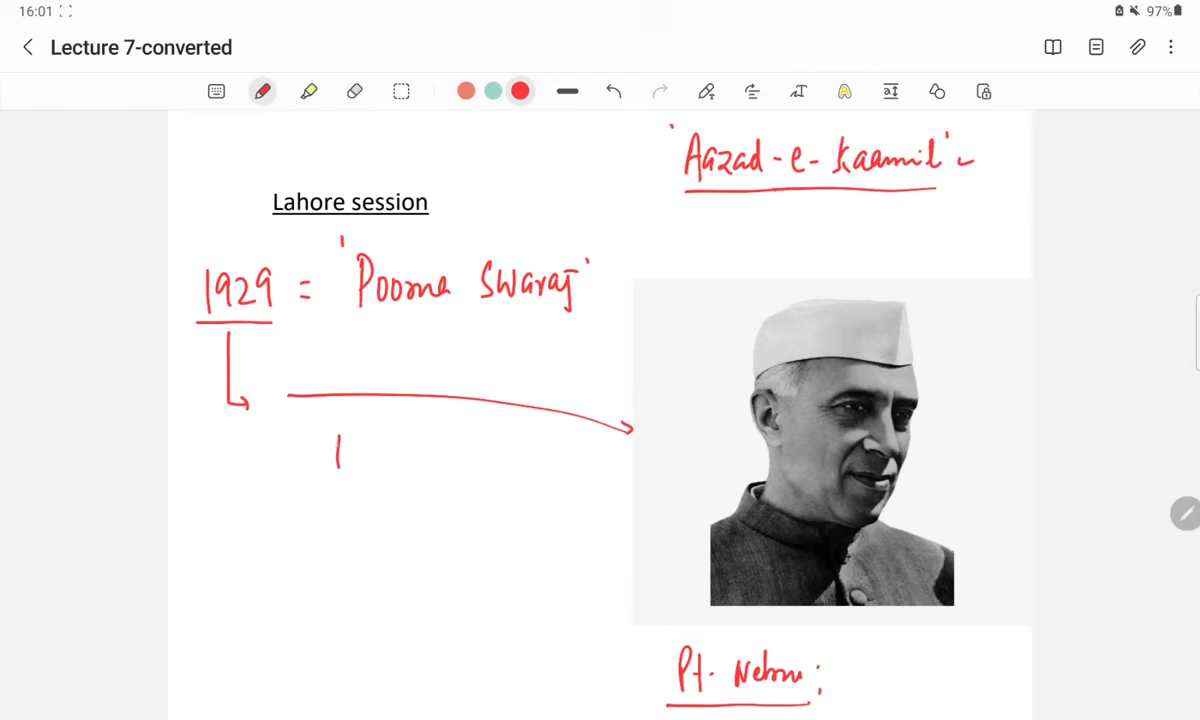 16:01
97%
Lecture 7-converted
'Aazad-e-Kaamil'
Lahore session
1929 = 'Poorna Swaraj'
Pt. Nehru :